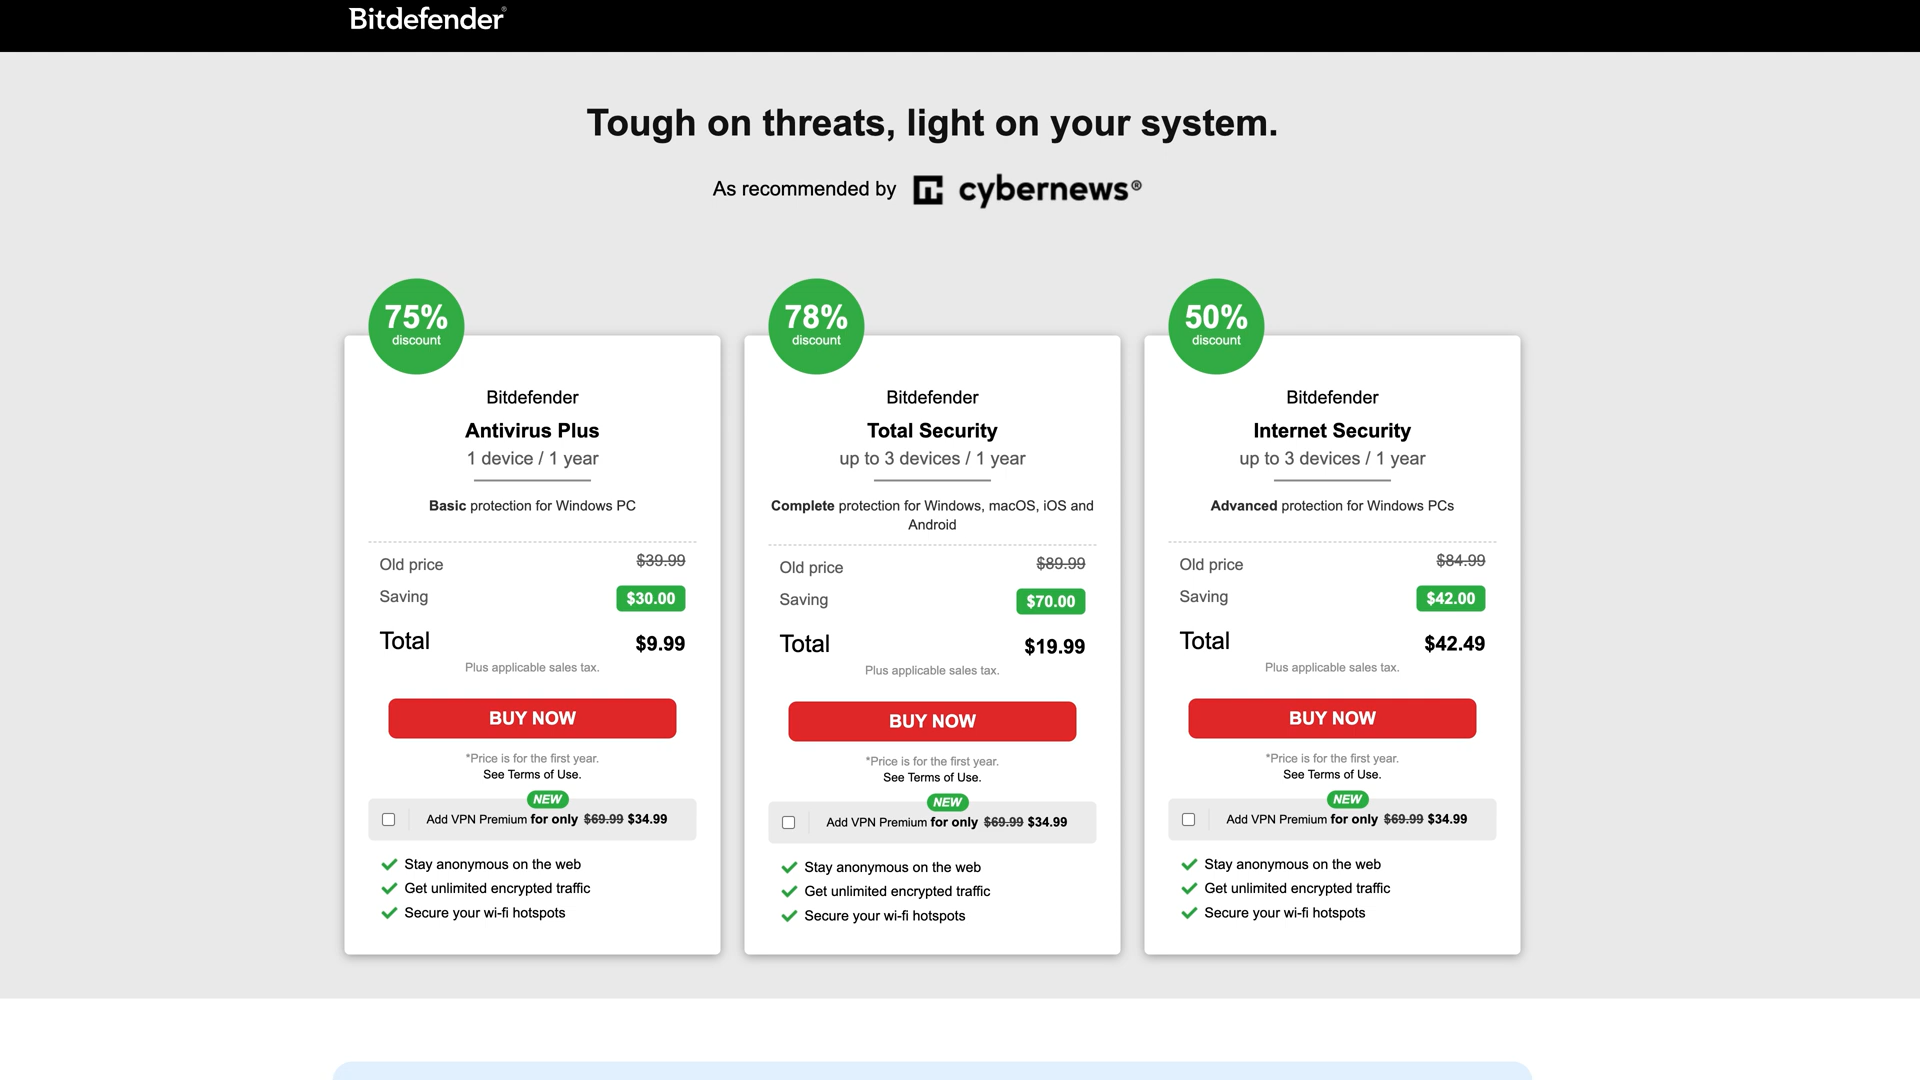 Bitdefender®
Tough on threats, light on your system.
As recommended by cybernews®
75%
discount
Bitdefender
Antivirus Plus
1 device / 1 year
Basic protection for Windows PC
Old price $39.99
Saving $30.00
Total $9.99
Plus applicable sales tax.
BUY NOW
*Price is for the first year.
See Terms of Use.
NEW
Add VPN Premium for only $69.99 $34.99
Stay anonymous on the web
Get unlimited encrypted traffic
Secure your wi-fi hotspots
78%
discount
Bitdefender
Total Security
up to 3 devices / 1 year
Complete protection for Windows, macOS, iOS and
Android
Old price $89.99
Saving $70.00
Total $19.99
Plus applicable sales tax.
BUY NOW
*Price is for the first year.
See Terms of Use.
NEW
Add VPN Premium for only $69.99 $34.99
Stay anonymous on the web
Get unlimited encrypted traffic
Secure your wi-fi hotspots
50%
discount
Bitdefender
Internet Security
up to 3 devices / 1 year
Advanced protection for Windows PCs
Old price $84.99
Saving $42.00
Total $42.49
Plus applicable sales tax.
BUY NOW
*Price is for the first year.
See Terms of Use.
NEW
Add VPN Premium for only $69.99 $34.99
Stay anonymous on the web
Get unlimited encrypted traffic
Secure your wi-fi hotspots